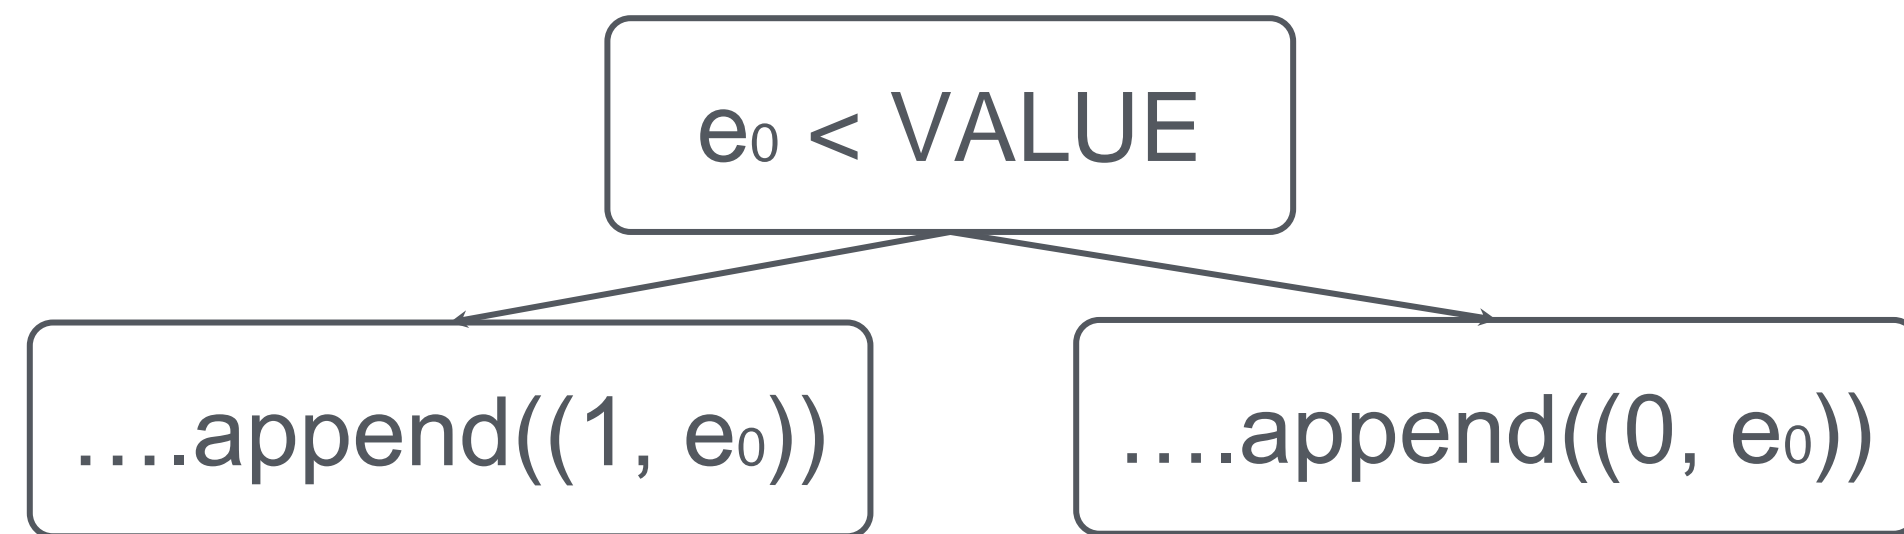 e₀ < VALUE
….append((1, e₀))
….append((0, e₀))